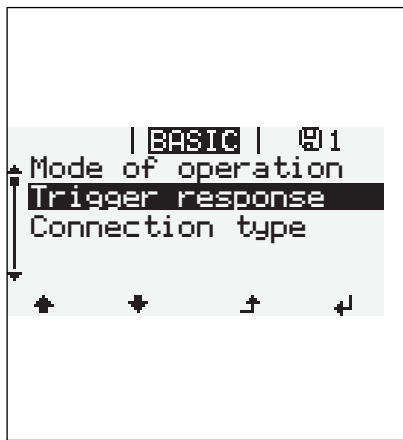 | BASIC | 1
Mode of operation
Trigger response
Connection type